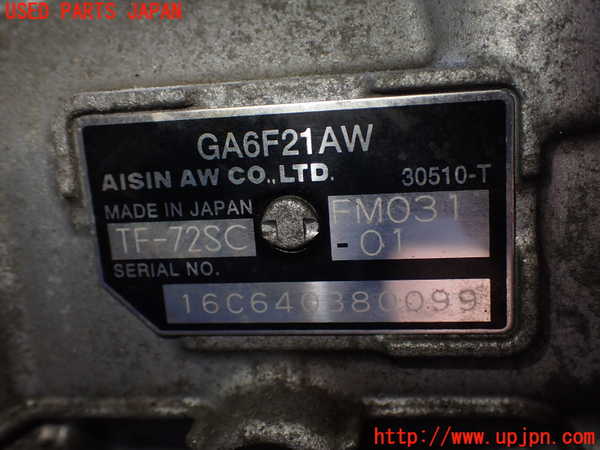 USED PARTS JAPAN
GA6F21AW
AISIN AW CO.,LTD. 30510-T
MADE IN JAPAN FM031
TF-72SC -01
SERIAL NO.
16C640380099
http://www.upjpn.com/